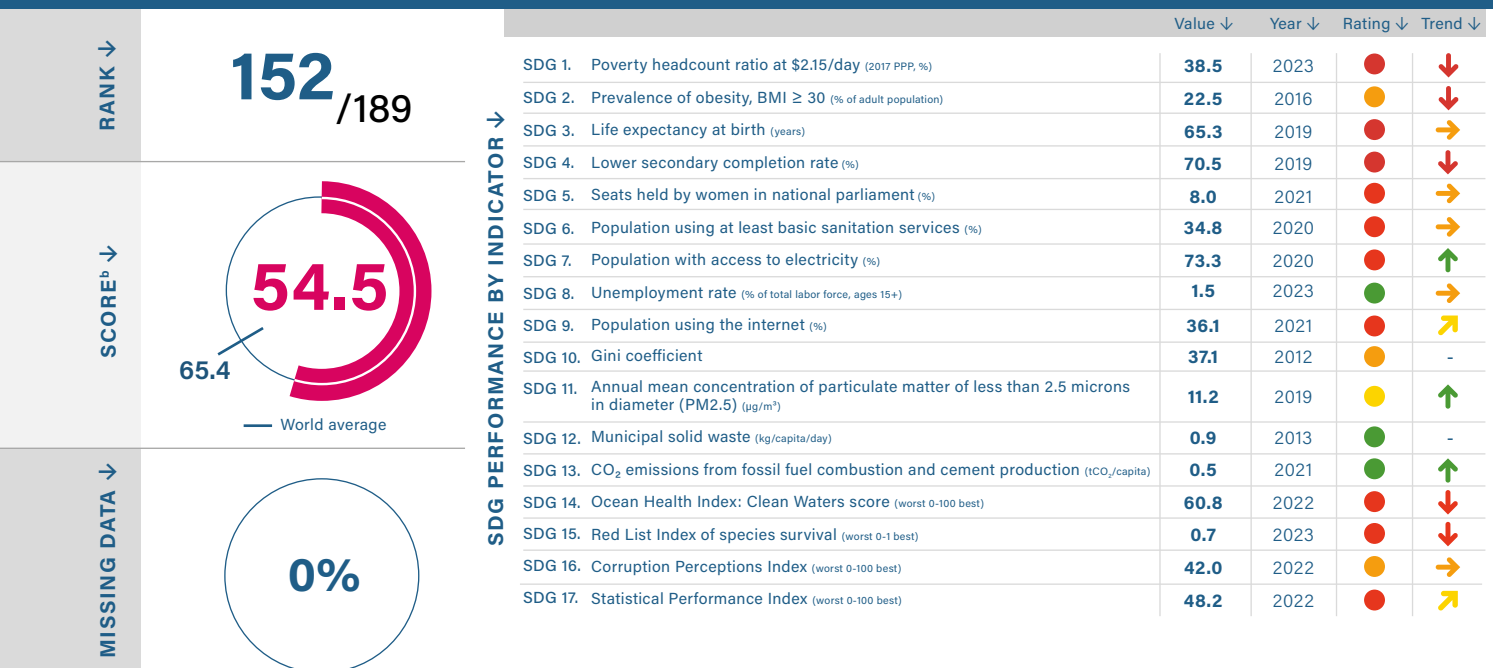 RANK →
152/189
SCOREᵇ →
54.5
65.4
World average
MISSING DATA →
0%
SDG PERFORMANCE BY INDICATOR →
Value ↓ Year ↓ Rating ↓ Trend ↓
SDG 1. Poverty headcount ratio at $2.15/day (2017 PPP, %) 38.5 2023 ↓
SDG 2. Prevalence of obesity, BMI ≥ 30 (% of adult population) 22.5 2016 ↓
SDG 3. Life expectancy at birth (years) 65.3 2019 →
SDG 4. Lower secondary completion rate (%) 70.5 2019 ↓
SDG 5. Seats held by women in national parliament (%) 8.0 2021 →
SDG 6. Population using at least basic sanitation services (%) 34.8 2020 →
SDG 7. Population with access to electricity (%) 73.3 2020 ↑
SDG 8. Unemployment rate (% of total labor force, ages 15+) 1.5 2023 →
SDG 9. Population using the internet (%) 36.1 2021 ↗
SDG 10. Gini coefficient 37.1 2012 -
SDG 11. Annual mean concentration of particulate matter of less than 2.5 microns
in diameter (PM2.5) (μg/m³) 11.2 2019 ↑
SDG 12. Municipal solid waste (kg/capita/day) 0.9 2013 -
SDG 13. CO₂ emissions from fossil fuel combustion and cement production (tCO₂/capita) 0.5 2021 ↑
SDG 14. Ocean Health Index: Clean Waters score (worst 0-100 best) 60.8 2022 ↓
SDG 15. Red List Index of species survival (worst 0-1 best) 0.7 2023 ↓
SDG 16. Corruption Perceptions Index (worst 0-100 best) 42.0 2022 →
SDG 17. Statistical Performance Index (worst 0-100 best) 48.2 2022 ↗